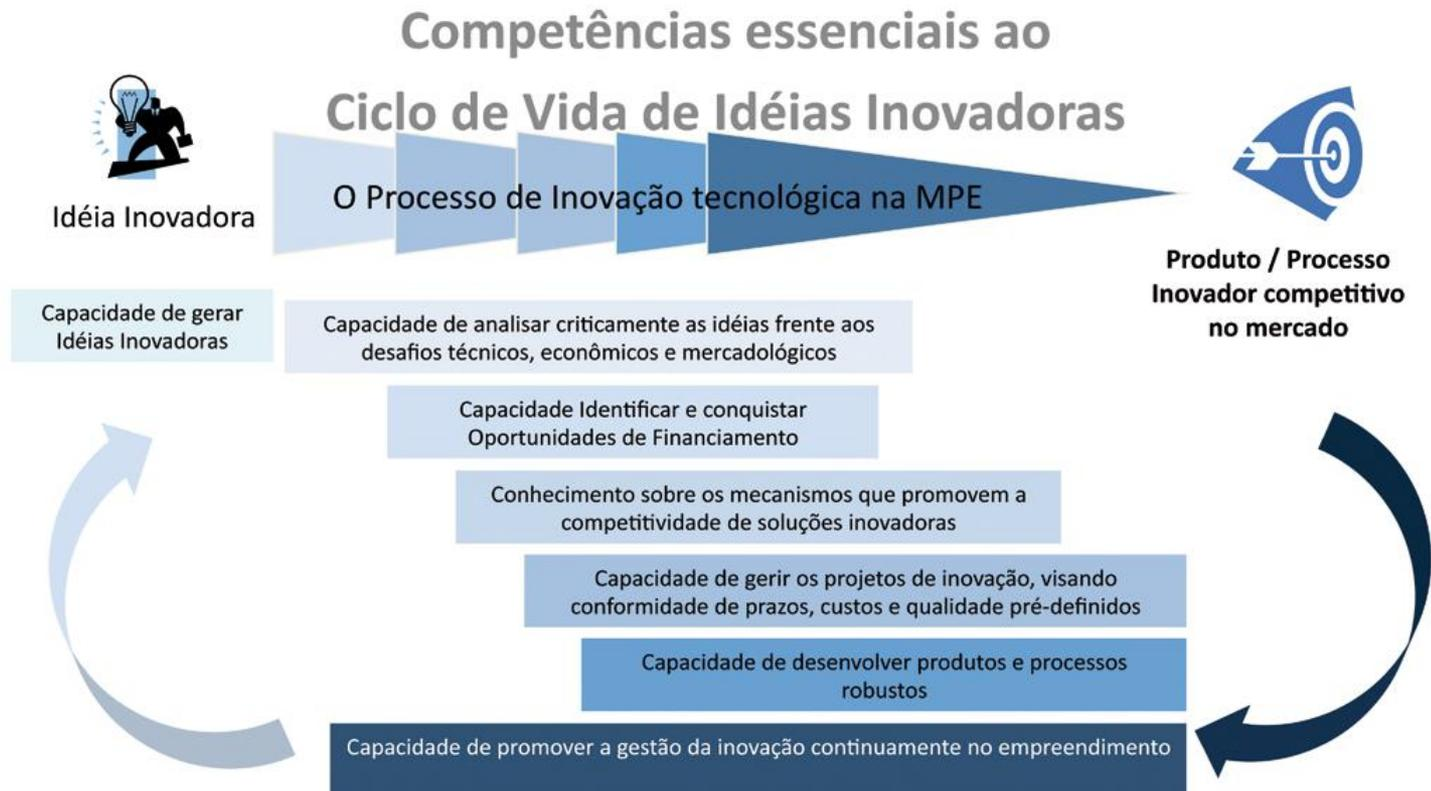 Competências essenciais ao
Ciclo de Vida de Idéias Inovadoras
O Processo de Inovação tecnológica na MPE
Idéia Inovadora
Produto / Processo
Inovador competitivo
no mercado
Capacidade de gerar
Idéias Inovadoras
Capacidade de analisar criticamente as idéias frente aos
desafios técnicos, econômicos e mercadológicos
Capacidade Identificar e conquistar
Oportunidades de Financiamento
Conhecimento sobre os mecanismos que promovem a
competitividade de soluções inovadoras
Capacidade de gerir os projetos de inovação, visando
conformidade de prazos, custos e qualidade pré-definidos
Capacidade de desenvolver produtos e processos
robustos
Capacidade de promover a gestão da inovação continuamente no empreendimento